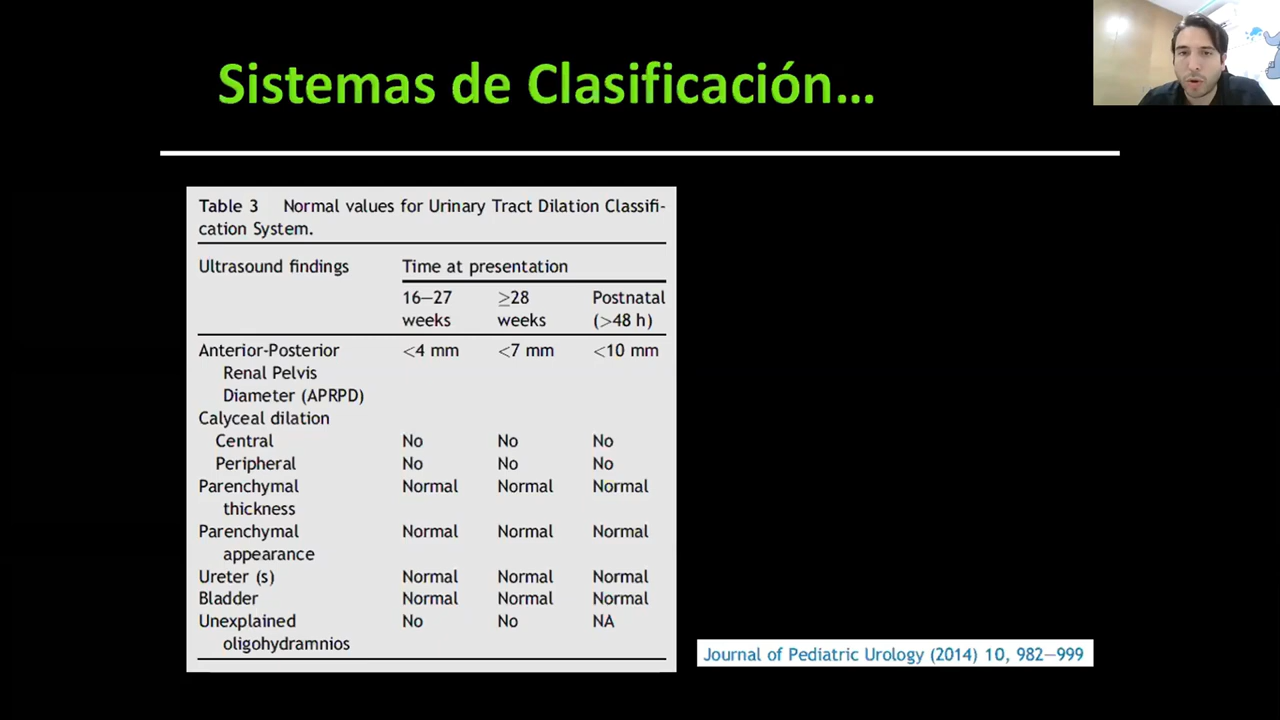 Sistemas de Clasificación...
Table 3 Normal values for Urinary Tract Dilation Classifi-
cation System.
Ultrasound findings Time at presentation
16–27 ≥28 Postnatal
weeks weeks (>48 h)
Anterior-Posterior <4 mm <7 mm <10 mm
Renal Pelvis
Diameter (APRPD)
Calyceal dilation
Central No No No
Peripheral No No No
Parenchymal Normal Normal Normal
thickness
Parenchymal Normal Normal Normal
appearance
Ureter (s) Normal Normal Normal
Bladder Normal Normal Normal
Unexplained No No NA
oligohydramnios
Journal of Pediatric Urology (2014) 10, 982–999